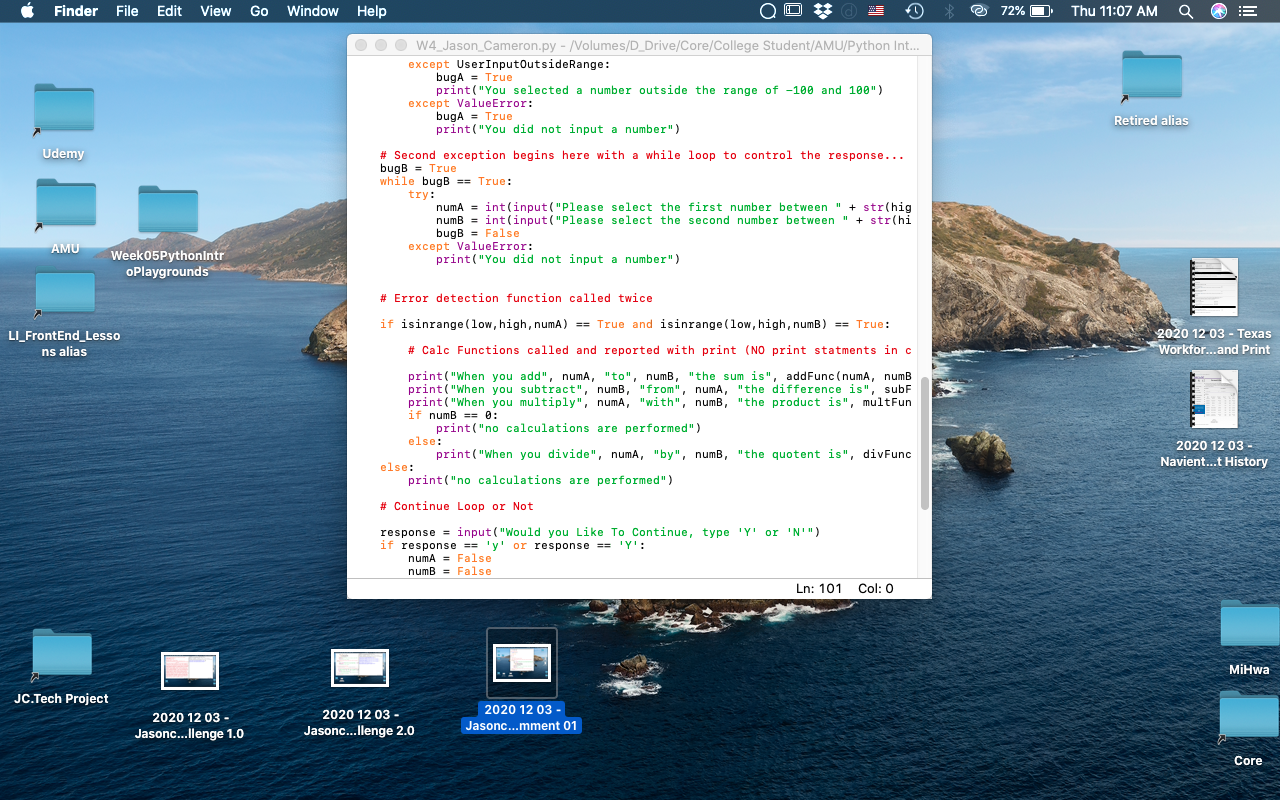 Finder File Edit View Go Window Help
72% Thu 11:07 AM
W4_Jason_Cameron.py - /Volumes/D_Drive/Core/College Student/AMU/Python Int...
except UserInputOutsideRange:
bugA = True
print("You selected a number outside the range of -100 and 100")
except ValueError:
bugA = True
print("You did not input a number")
# Second exception begins here with a while loop to control the response...
bugB = True
while bugB == True:
try:
numA = int(input("Please select the first number between " + str(hig
numB = int(input("Please select the second number between " + str(hi
bugB = False
except ValueError:
print("You did not input a number")
# Error detection function called twice
if isinrange(low,high,numA) == True and isinrange(low,high,numB) == True:
# Calc Functions called and reported with print (NO print statments in c
print("When you add", numA, "to", numB, "the sum is", addFunc(numA, numB
print("When you subtract", numB, "from", numA, "the difference is", subF
print("When you multiply", numA, "with", numB, "the product is", multFun
if numB == 0:
print("no calculations are performed")
else:
print("When you divide", numA, "by", numB, "the quotent is", divFunc
else:
print("no calculations are performed")
# Continue Loop or Not
response = input("Would you Like To Continue, type 'Y' or 'N'")
if response == 'y' or response == 'Y':
numA = False
numB = False
Ln: 101 Col: 0
Udemy
AMU
Week05PythonIntr
oPlaygrounds
LI_FrontEnd_Lesso
ns alias
Retired alias
2020 12 03 - Texas
Workfor...and Print
2020 12 03 -
Navient...t History
JC.Tech Project
2020 12 03 -
Jasonc...llenge 1.0
2020 12 03 -
Jasonc...llenge 2.0
2020 12 03 -
Jasonc...mment 01
MiHwa
Core